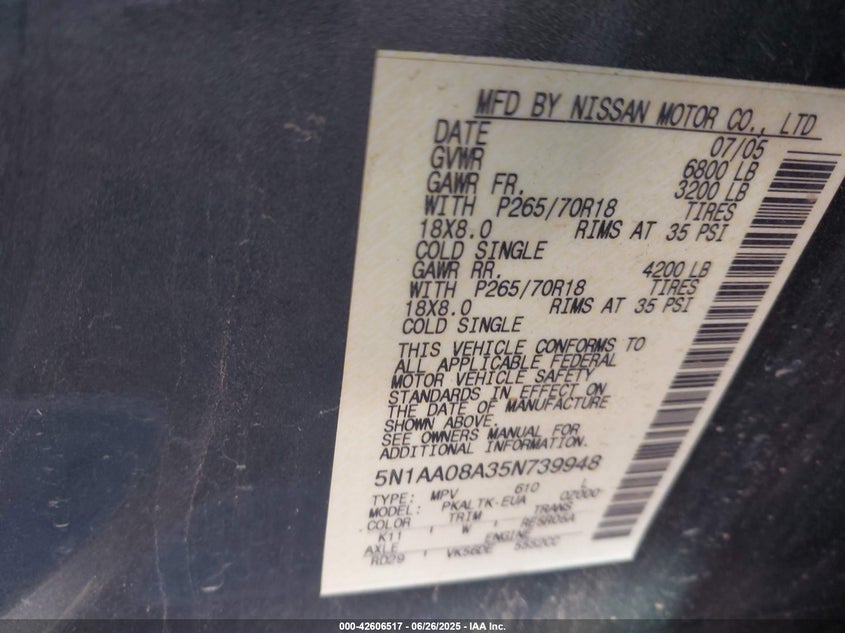 MFD BY NISSAN MOTOR CO., LTD
DATE 07/05
GVWR 6800 LB
GAWR FR. 3200 LB
WITH P265/70R18 TIRES
18X8.0 RIMS AT 35 PSI
COLD SINGLE
GAWR RR. 4200 LB
WITH P265/70R18 TIRES
18X8.0 RIMS AT 35 PSI
COLD SINGLE
THIS VEHICLE CONFORMS TO
ALL APPLICABLE FEDERAL
MOTOR VEHICLE SAFETY
STANDARDS IN EFFECT ON
THE DATE OF MANUFACTURE
SHOWN ABOVE.
SEE OWNERS MANUAL FOR
ADDITIONAL INFORMATION.
5N1AA08A35N739948
TYPE: MPV 610 L
MODEL: PKALTK-EUA 0Z000-
COLOR TRIM TRANS
K11 W RE5R05A
AXLE ENGINE
RD29 VK56DE 5552CC
000-42606517 - 06/26/2025 - IAA Inc.